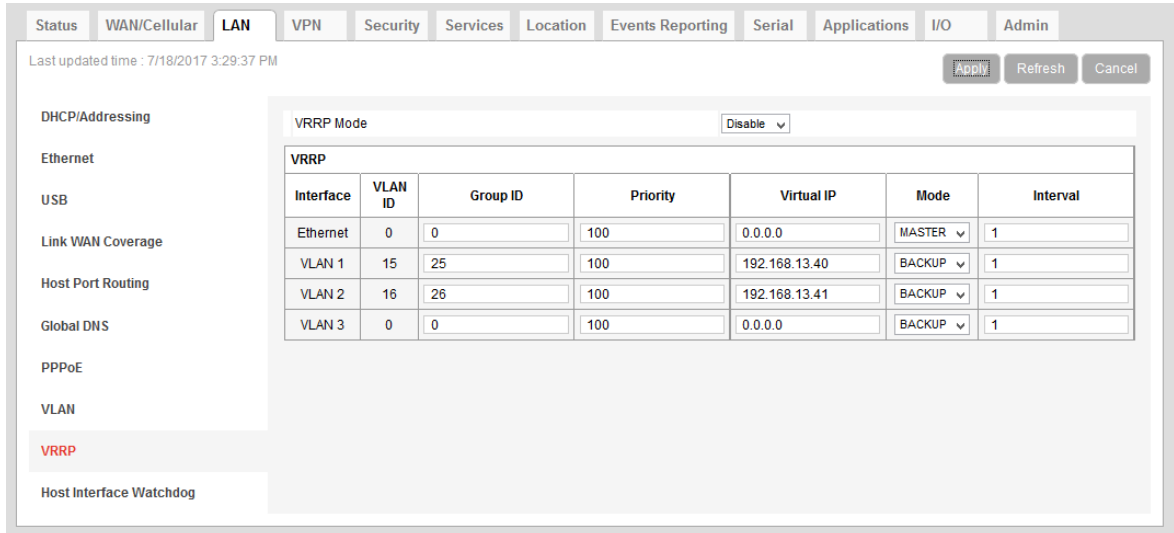 Status WAN/Cellular LAN VPN Security Services Location Events Reporting Serial Applications I/O Admin
Last updated time : 7/18/2017 3:29:37 PM
Apply Refresh Cancel
DHCP/Addressing
Ethernet
USB
Link WAN Coverage
Host Port Routing
Global DNS
PPPoE
VLAN
VRRP
Host Interface Watchdog
VRRP Mode Disable
VRRP
Interface VLAN ID Group ID Priority Virtual IP Mode Interval
Ethernet 0 0 100 0.0.0.0 MASTER 1
VLAN 1 15 25 100 192.168.13.40 BACKUP 1
VLAN 2 16 26 100 192.168.13.41 BACKUP 1
VLAN 3 0 0 100 0.0.0.0 BACKUP 1